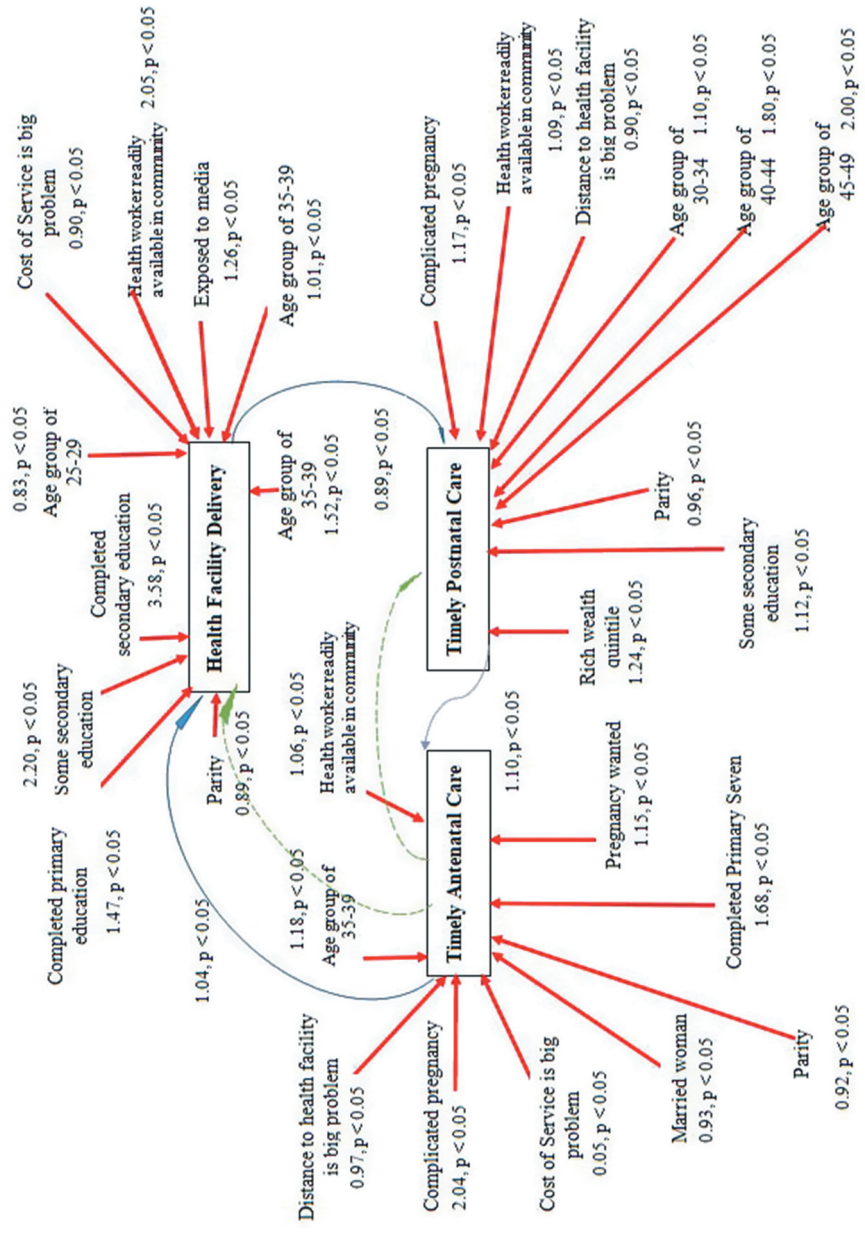 0.83, p < 0.05
Age group of
25-29
Cost of Service is big
problem
0.90, p < 0.05
Completed
secondary education
3.58, p < 0.05
Health worker readily
available in community
2.05, p < 0.05
2.20, p < 0.05
Some secondary
education
Exposed to media
1.26, p < 0.05
Completed primary
education
1.47, p < 0.05
Health Facility Delivery
Age group of 35-39
1.01, p < 0.05
Parity
0.89, p < 0.05
Age group of
35-39
1.52, p < 0.05
1.04, p < 0.05
1.06, p < 0.05
Health worker readily
available in community
0.89, p < 0.05
1.18, p < 0.05
Age group of
35-39
Distance to health facility
is big problem
0.97, p < 0.05
Complicated pregnancy
2.04, p < 0.05
Cost of Service is big
problem
0.05, p < 0.05
Married woman
0.93, p < 0.05
Parity
0.92, p < 0.05
Timely Antenatal Care
1.10, p < 0.05
Pregnancy wanted
1.15, p < 0.05
Completed Primary Seven
1.68, p < 0.05
Timely Postnatal Care
Rich wealth
quintile
1.24, p < 0.05
Some secondary
education
1.12, p < 0.05
Parity
0.96, p < 0.05
Complicated pregnancy
1.17, p < 0.05
Health worker readily
available in community
1.09, p < 0.05
Distance to health facility
is big problem
0.90, p < 0.05
Age group of
30-34 1.10, p < 0.05
Age group of
40-44 1.80, p < 0.05
Age group of
45-49 2.00, p < 0.05